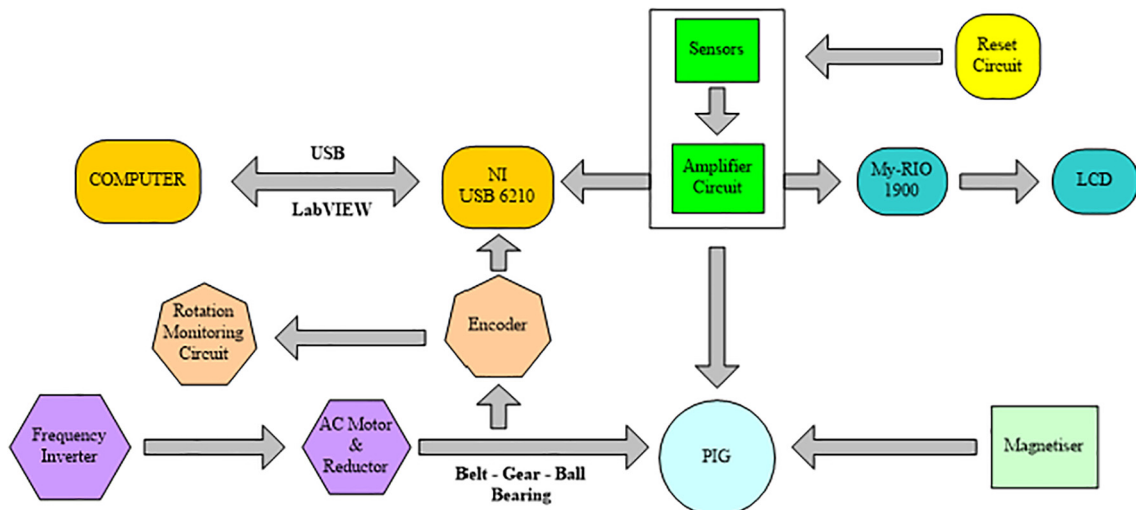 Sensors
Reset
Circuit
COMPUTER
USB
LabVIEW
NI
USB 6210
Amplifier
Circuit
My-RIO
1900
LCD
Rotation
Monitoring
Circuit
Encoder
Frequency
Inverter
AC Motor
&
Reductor
Belt - Gear - Ball
Bearing
PIG
Magnetiser